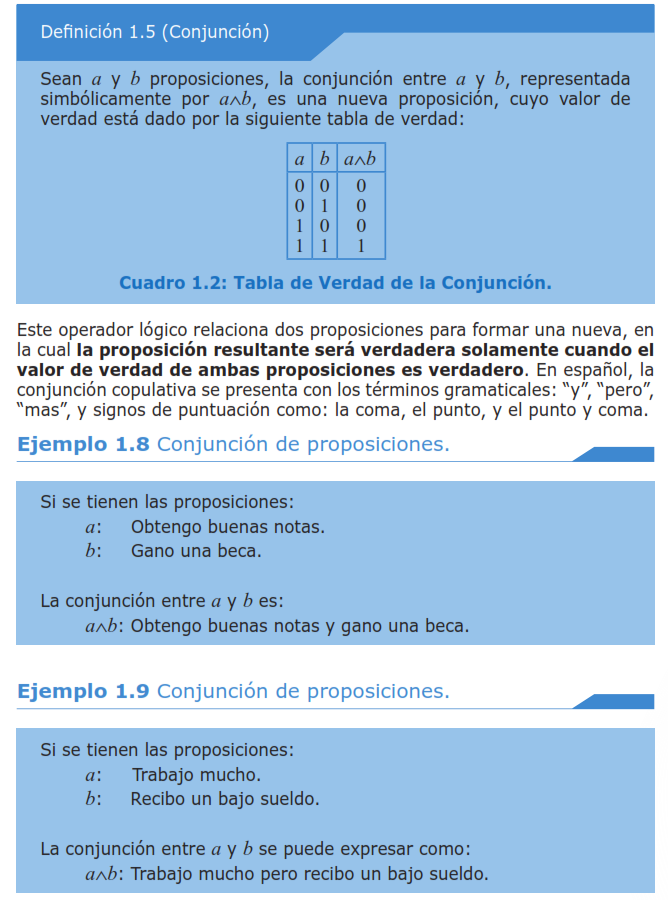 Definición 1.5 (Conjunción)
Sean a y b proposiciones, la conjunción entre a y b, representada
simbólicamente por a∧b, es una nueva proposición, cuyo valor de
verdad está dado por la siguiente tabla de verdad:
a b a∧b
0 0 0
0 1 0
1 0 0
1 1 1
Cuadro 1.2: Tabla de Verdad de la Conjunción.
Este operador lógico relaciona dos proposiciones para formar una nueva, en
la cual la proposición resultante será verdadera solamente cuando el
valor de verdad de ambas proposiciones es verdadero. En español, la
conjunción copulativa se presenta con los términos gramaticales: “y”, “pero”,
“mas”, y signos de puntuación como: la coma, el punto, y el punto y coma.
Ejemplo 1.8 Conjunción de proposiciones.
Si se tienen las proposiciones:
a: Obtengo buenas notas.
b: Gano una beca.
La conjunción entre a y b es:
a∧b: Obtengo buenas notas y gano una beca.
Ejemplo 1.9 Conjunción de proposiciones.
Si se tienen las proposiciones:
a: Trabajo mucho.
b: Recibo un bajo sueldo.
La conjunción entre a y b se puede expresar como:
a∧b: Trabajo mucho pero recibo un bajo sueldo.